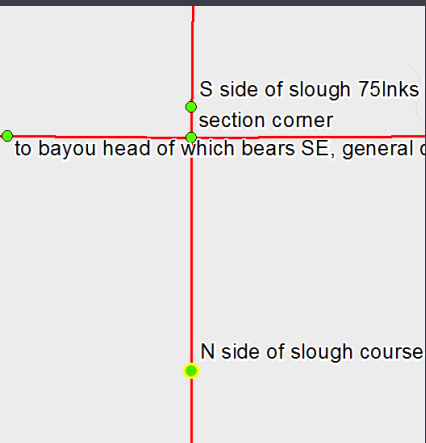 S side of slough 75lnks
section corner
to bayou head of which bears SE, general
N side of slough course